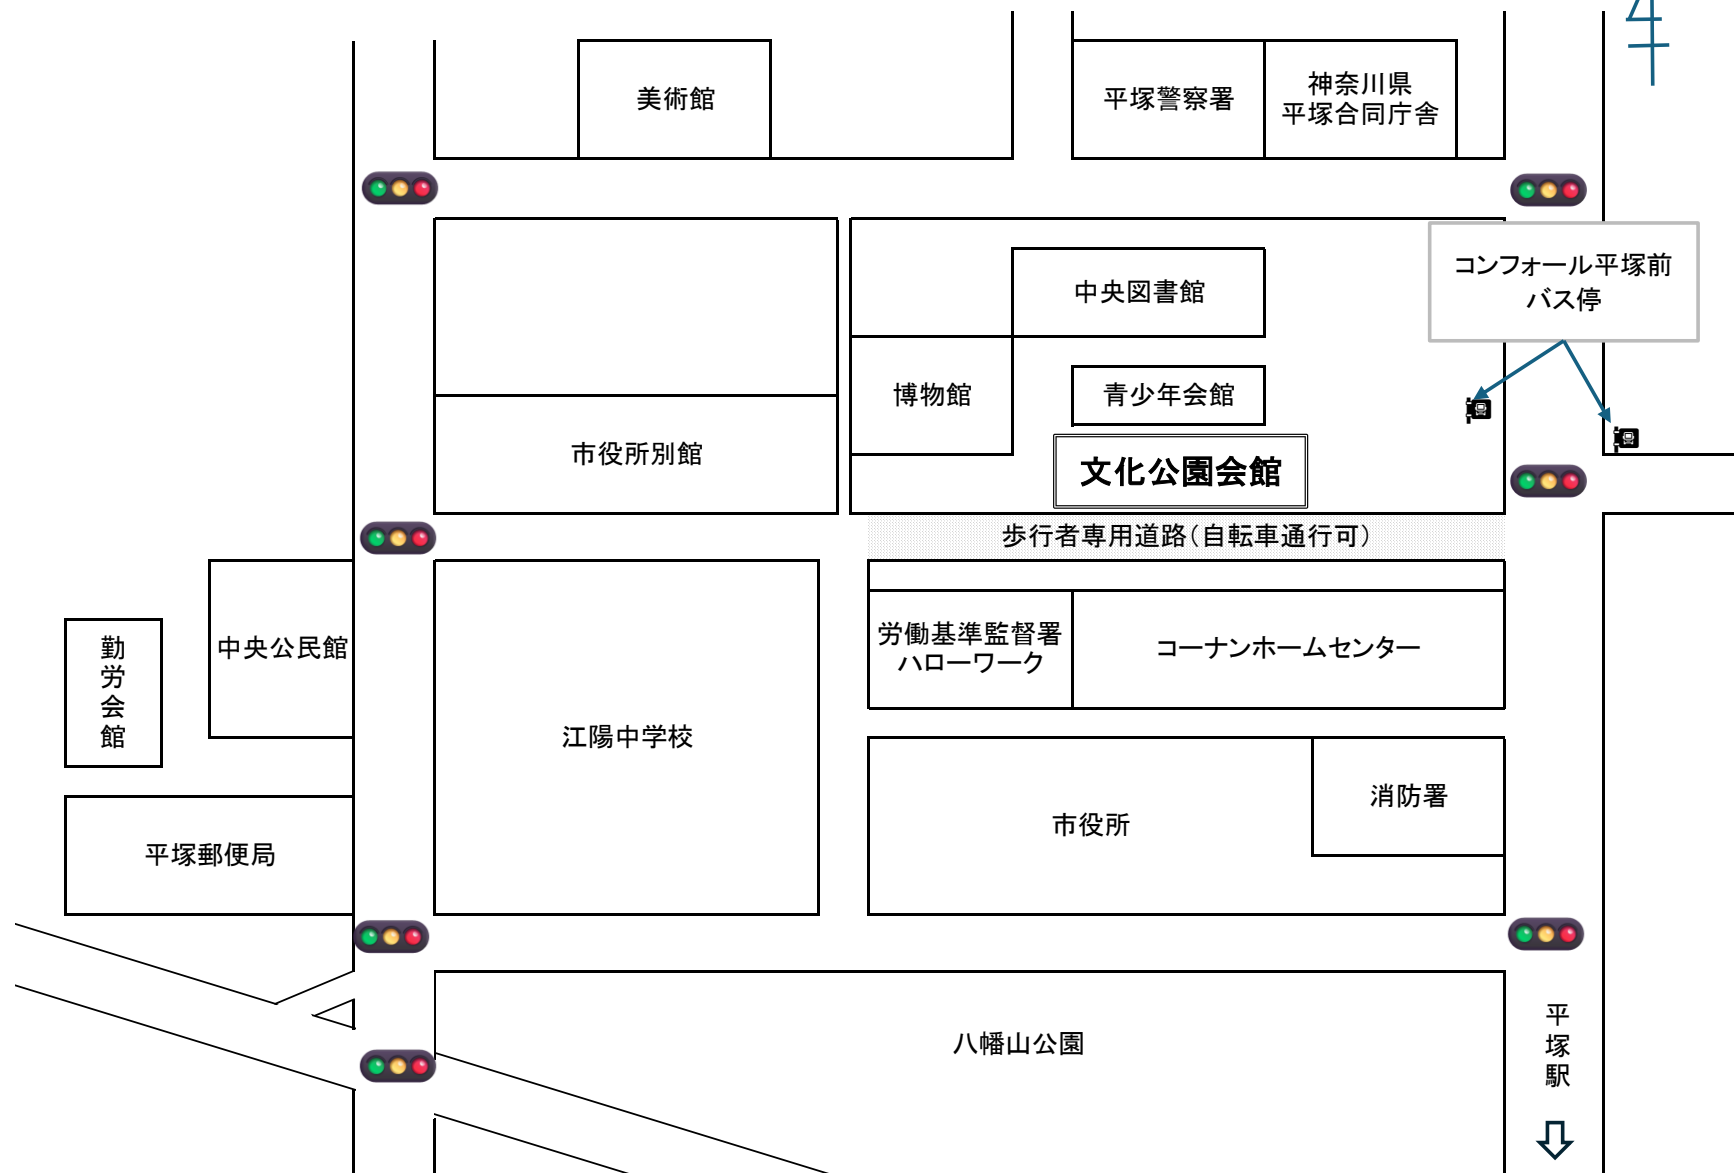 美術館
平塚警察署
神奈川県
平塚合同庁舎
コンフォール平塚前
バス停
中央図書館
博物館
青少年会館
市役所別館
文化公園会館
歩行者専用道路(自転車通行可)
勤労会館
中央公民館
労働基準監督署
ハローワーク
コーナンホームセンター
江陽中学校
市役所
消防署
平塚郵便局
八幡山公園
平塚駅